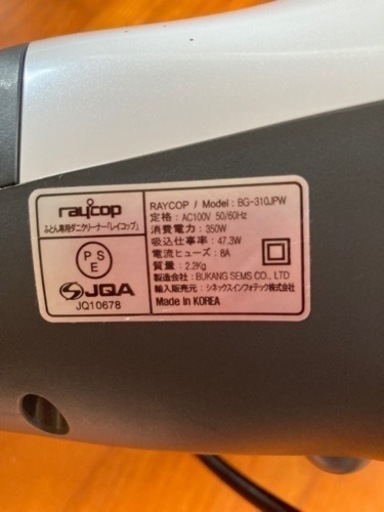 raycop
ふとん専用ダニクリーナー「レイコップ」
PS
E
JQA
JQ10678
RAYCOP / Model: BG-310JPW
定格：AC100V 50/60Hz
消費電力：350W
吸込仕事率：47.3W
電流ヒューズ：8A
質量：2.2Kg
製造会社：BUKANG SEMS CO., LTD
輸入販売元：シネックスインフォテック株式会社
Made In KOREA